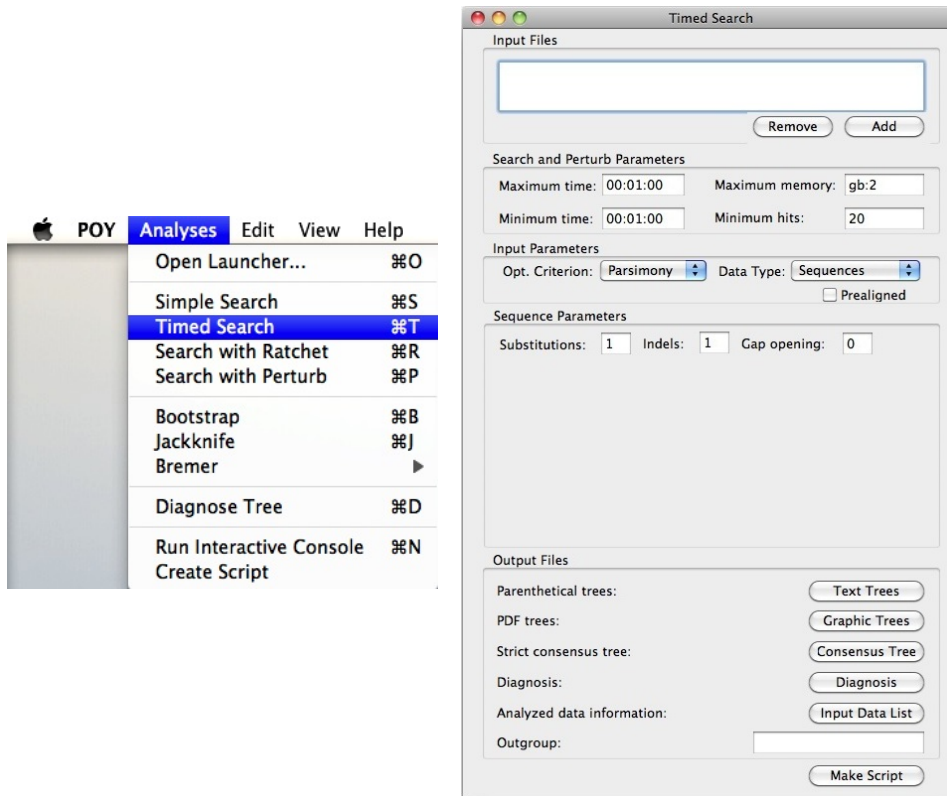 POY Analyses Edit View Help
Open Launcher... ⌘O
Simple Search ⌘S
Timed Search ⌘T
Search with Ratchet ⌘R
Search with Perturb ⌘P
Bootstrap ⌘B
Jackknife ⌘J
Bremer
Diagnose Tree ⌘D
Run Interactive Console ⌘N
Create Script
Timed Search
Input Files
Remove Add
Search and Perturb Parameters
Maximum time: 00:01:00 Maximum memory: gb:2
Minimum time: 00:01:00 Minimum hits: 20
Input Parameters
Opt. Criterion: Parsimony Data Type: Sequences
Prealigned
Sequence Parameters
Substitutions: 1 Indels: 1 Gap opening: 0
Output Files
Parenthetical trees: Text Trees
PDF trees: Graphic Trees
Strict consensus tree: Consensus Tree
Diagnosis: Diagnosis
Analyzed data information: Input Data List
Outgroup:
Make Script